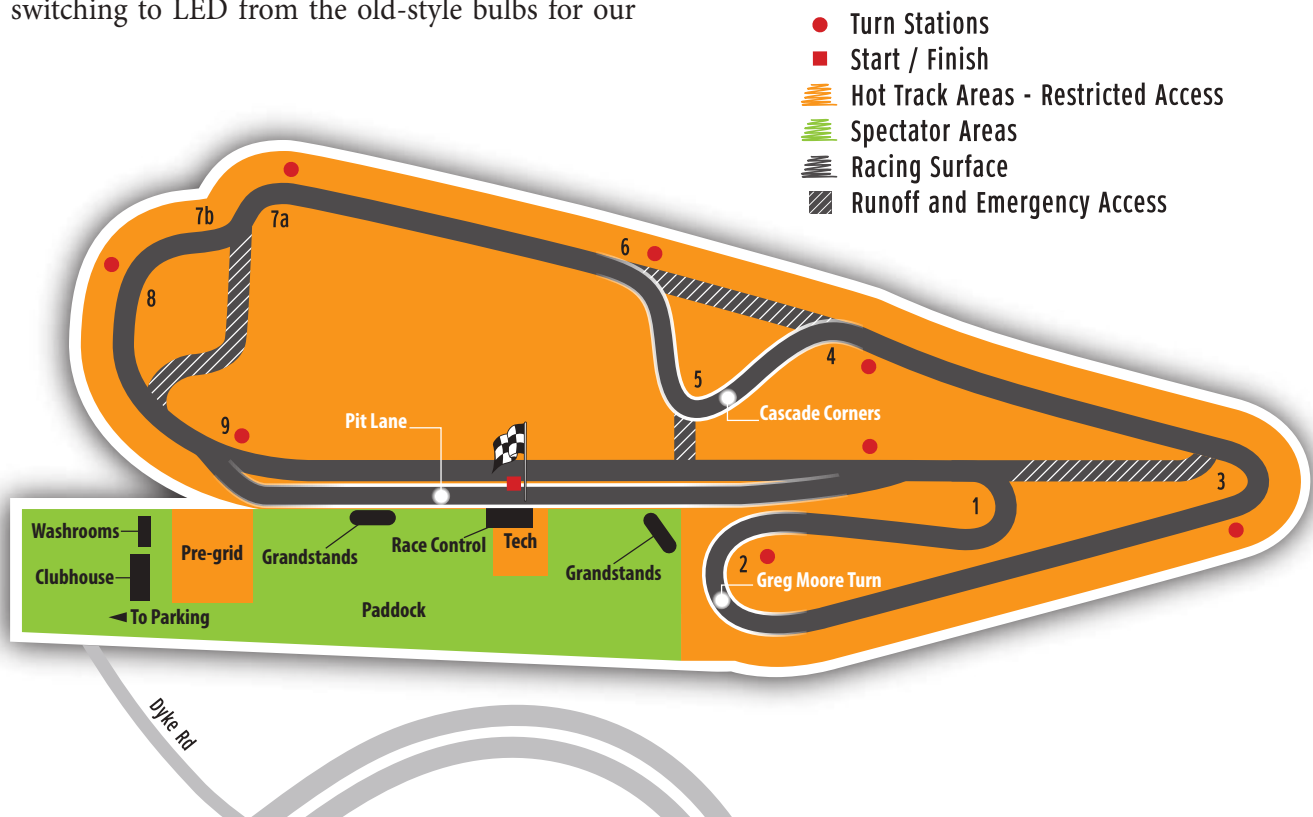 switching to LED from the old-style bulbs for our
Turn Stations
Start / Finish
Hot Track Areas - Restricted Access
Spectator Areas
Racing Surface
Runoff and Emergency Access
7b
7a
6
8
4
5
Cascade Corners
Pit Lane
9
3
1
Washrooms
Pre-grid
Grandstands
Race Control
Tech
Grandstands
2
Greg Moore Turn
Clubhouse
To Parking
Paddock
Dyke Rd